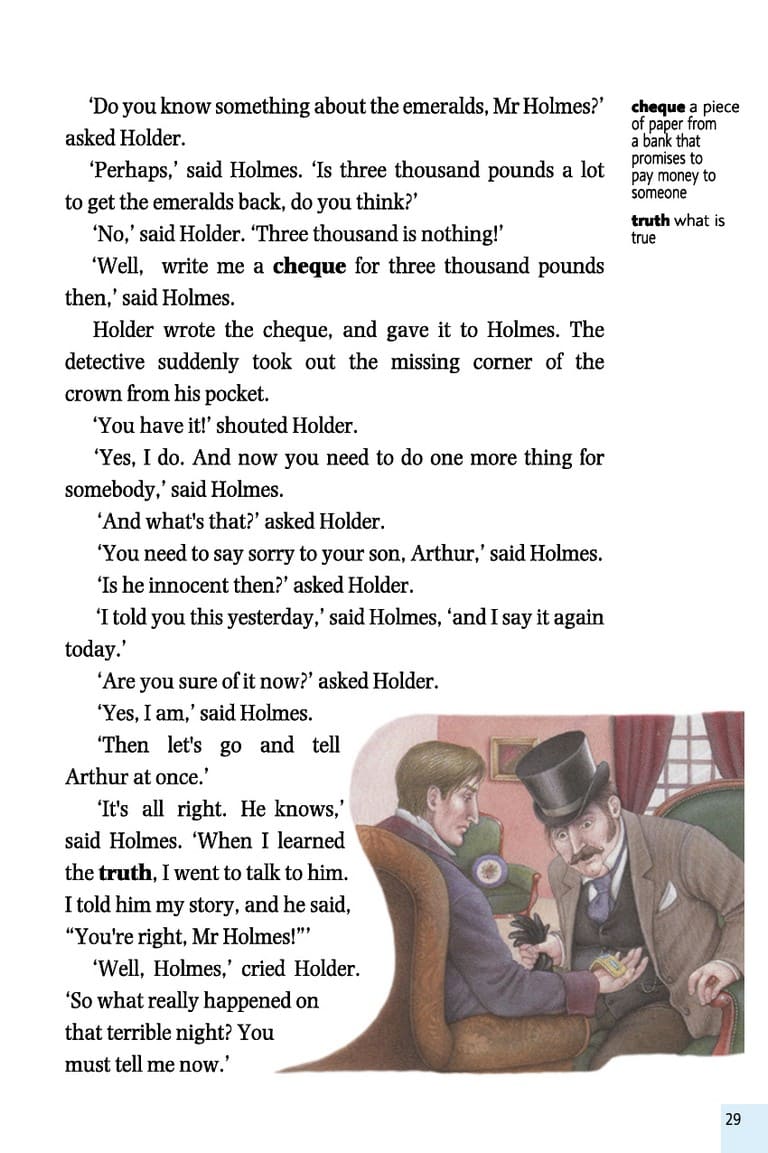 ‘Do you know something about the emeralds, Mr Holmes?’
asked Holder.
‘Perhaps,’ said Holmes. ‘Is three thousand pounds a lot
to get the emeralds back, do you think?’
‘No,’ said Holder. ‘Three thousand is nothing!’
‘Well, write me a cheque for three thousand pounds
then,’ said Holmes.
Holder wrote the cheque, and gave it to Holmes. The
detective suddenly took out the missing corner of the
crown from his pocket.
‘You have it!’ shouted Holder.
‘Yes, I do. And now you need to do one more thing for
somebody,’ said Holmes.
‘And what's that?’ asked Holder.
‘You need to say sorry to your son, Arthur,’ said Holmes.
‘Is he innocent then?’ asked Holder.
‘I told you this yesterday,’ said Holmes, ‘and I say it again
today.’
‘Are you sure of it now?’ asked Holder.
‘Yes, I am,’ said Holmes.
‘Then let's go and tell
Arthur at once.’
‘It's all right. He knows,’
said Holmes. ‘When I learned
the truth, I went to talk to him.
I told him my story, and he said,
“You're right, Mr Holmes!”’
‘Well, Holmes,’ cried Holder.
‘So what really happened on
that terrible night? You
must tell me now.’
cheque a piece
of paper from
a bank that
promises to
pay money to
someone
truth what is
true
29